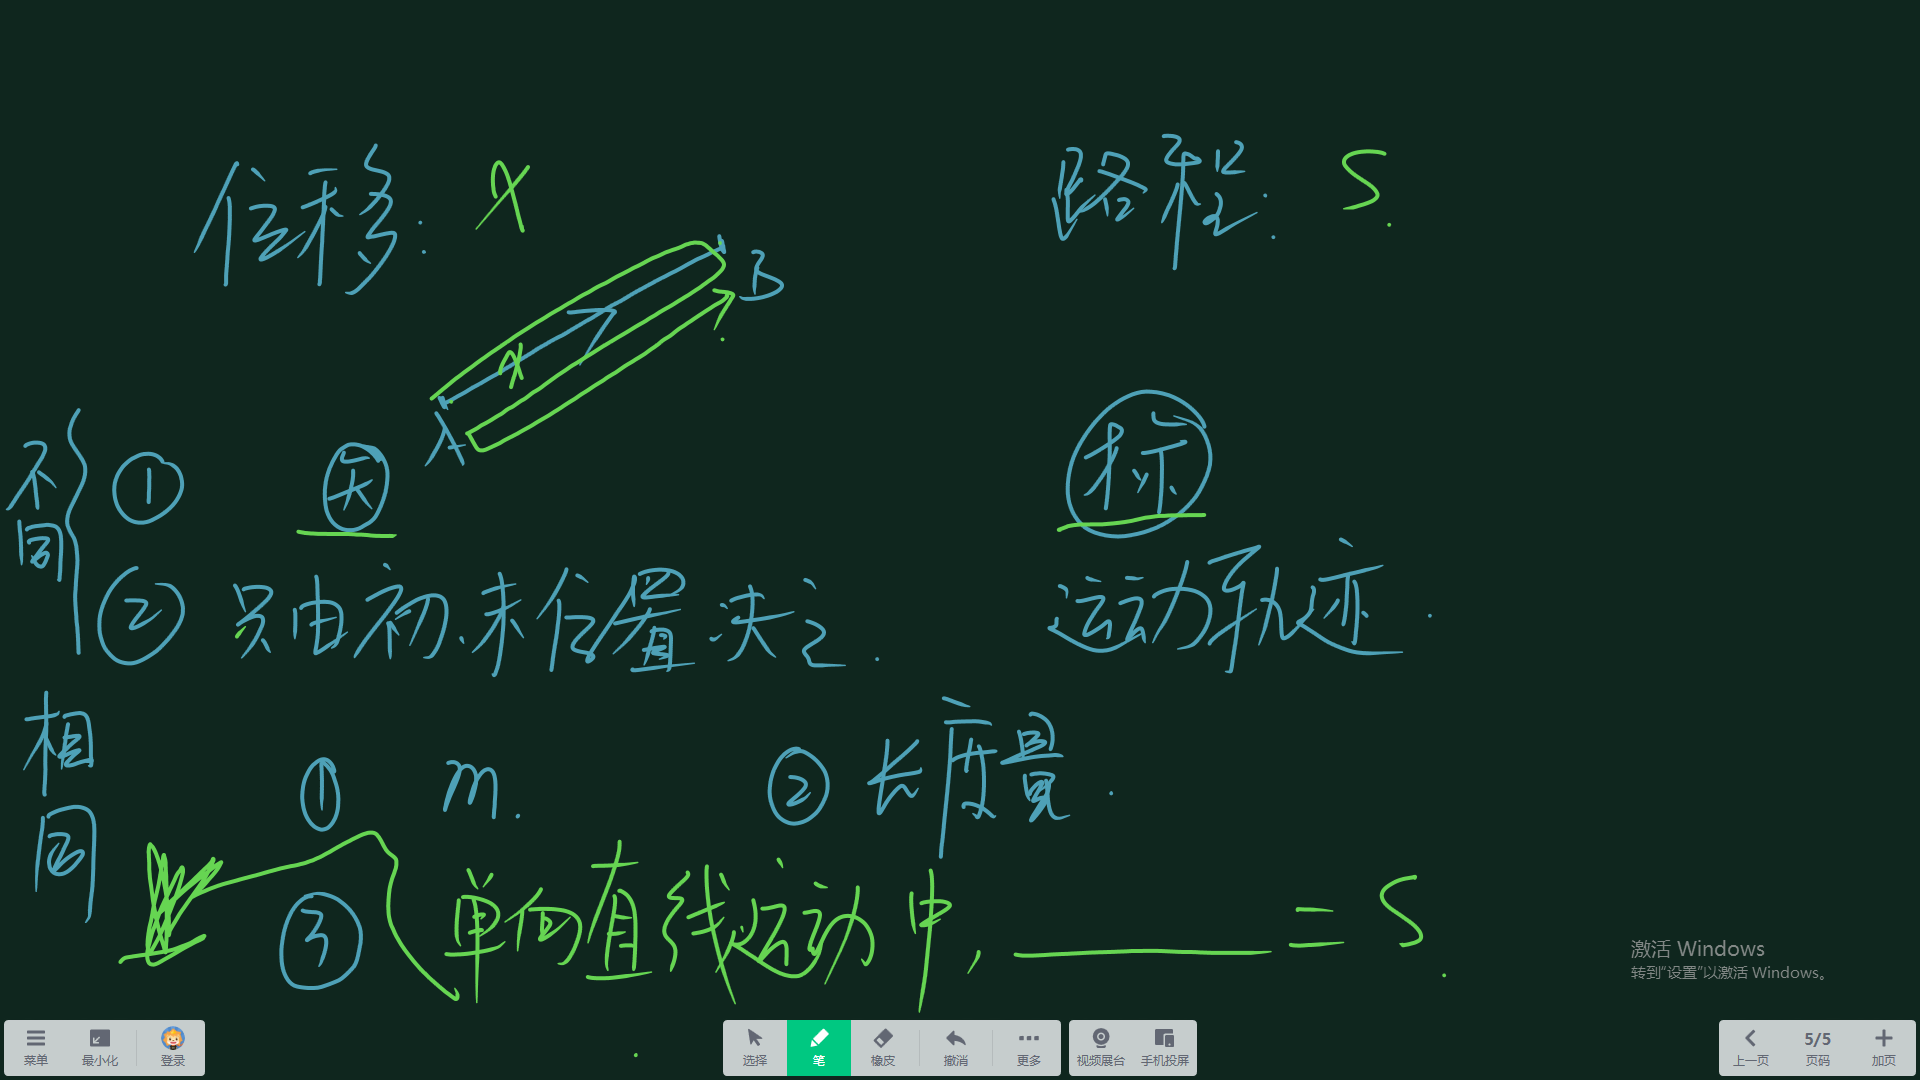 位移: x 路程: S.
B
x
A
不同 ① 矢 标
② 只由初、末位置决定. 运动轨迹.
相同 ① m. ② 长度量.
③ 单向直线运动中, ______ = S.
激活 Windows
转到“设置”以激活 Windows。
菜单 最小化 登录 选择 笔 橡皮 撤消 更多 视频展台 手机投屏 上一页 5/5 页码 加页